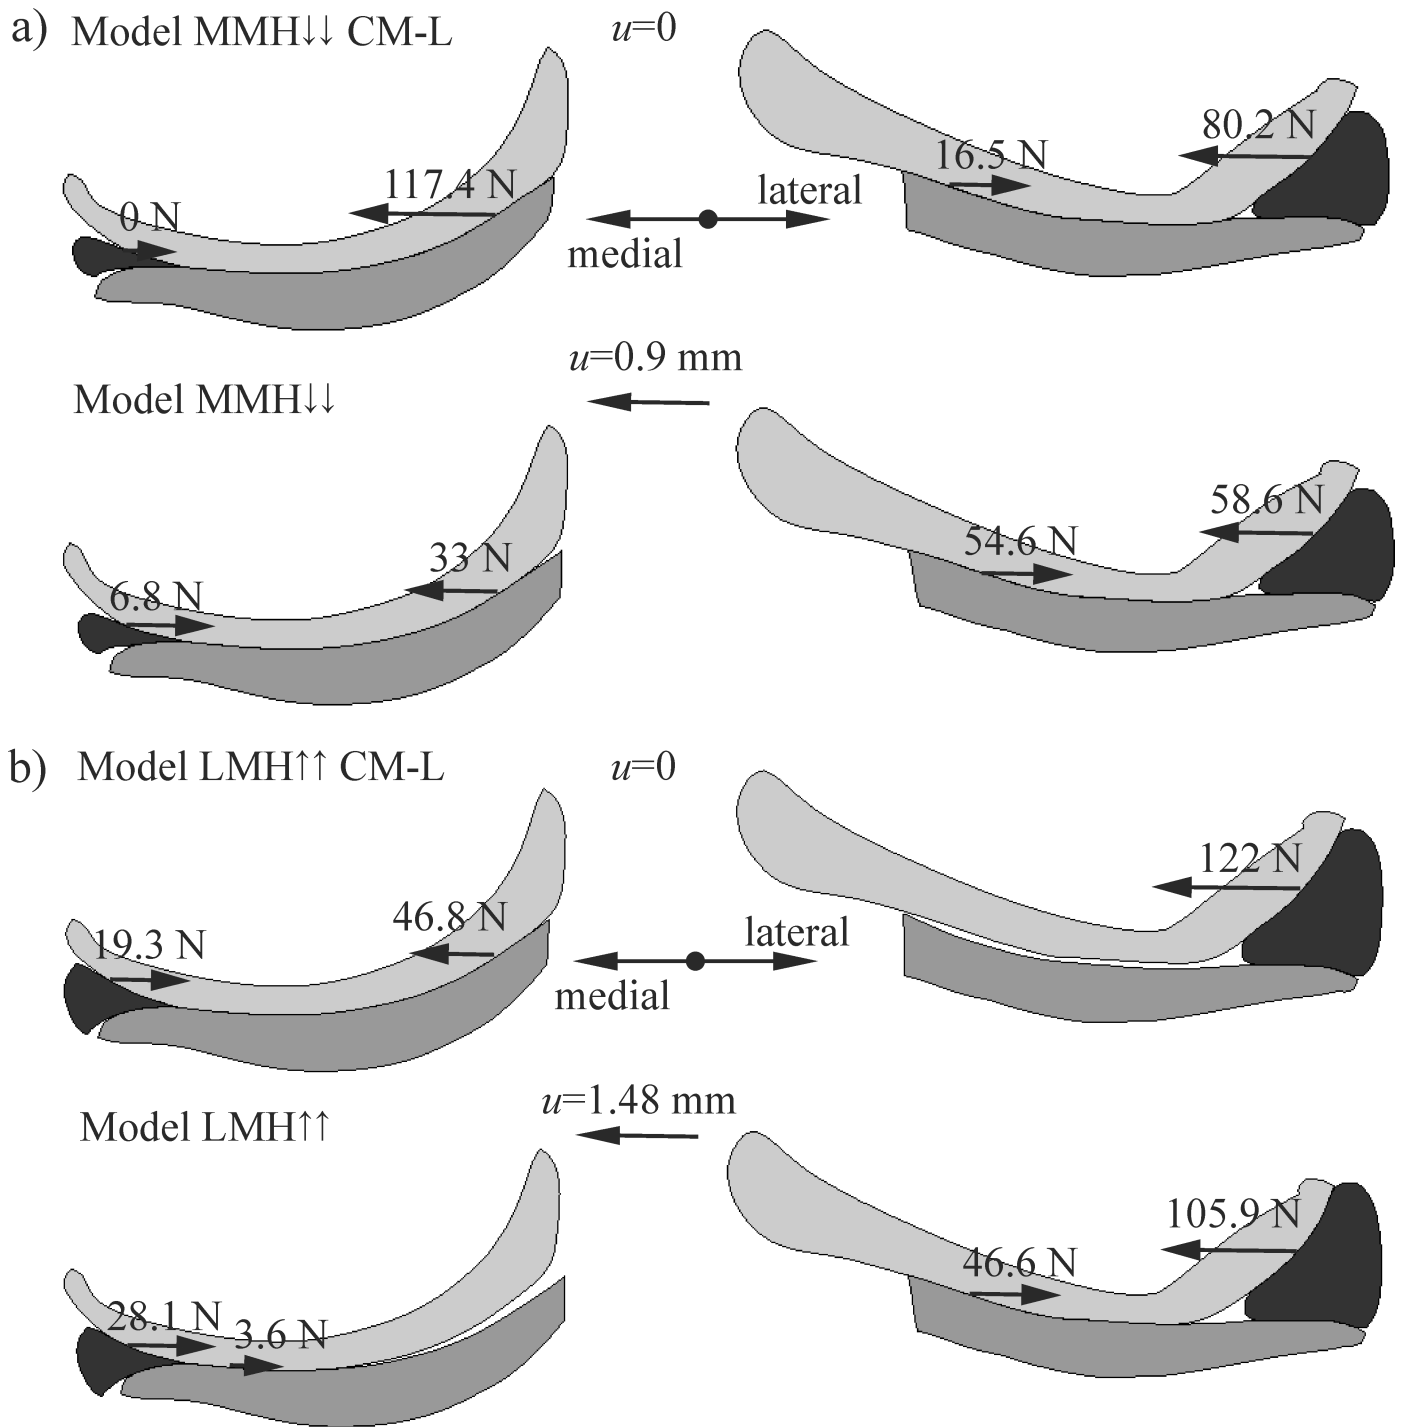 a) Model MMH↓↓ CM-L
u=0
80.2 N
16.5 N
117.4 N
lateral
0 N
medial
u=0.9 mm
Model MMH↓↓
58.6 N
54.6 N
33 N
6.8 N
b) Model LMH↑↑ CM-L
u=0
122 N
46.8 N
lateral
19.3 N
medial
u=1.48 mm
Model LMH↑↑
105.9 N
46.6 N
28.1 N
3.6 N